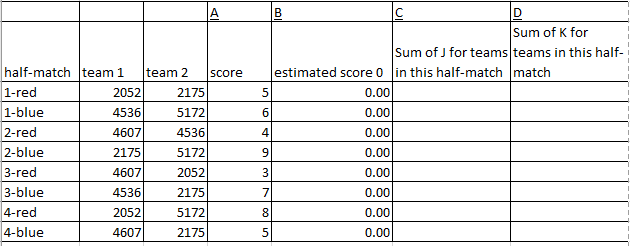 A B C D
Sum of K for
Sum of J for teams teams in this half-
half-match team 1 team 2 score estimated score 0 in this half-match match
1-red 2052 2175 5 0.00
1-blue 4536 5172 6 0.00
2-red 4607 4536 4 0.00
2-blue 2175 5172 9 0.00
3-red 4607 2052 3 0.00
3-blue 4536 2175 7 0.00
4-red 2052 5172 8 0.00
4-blue 4607 2175 5 0.00